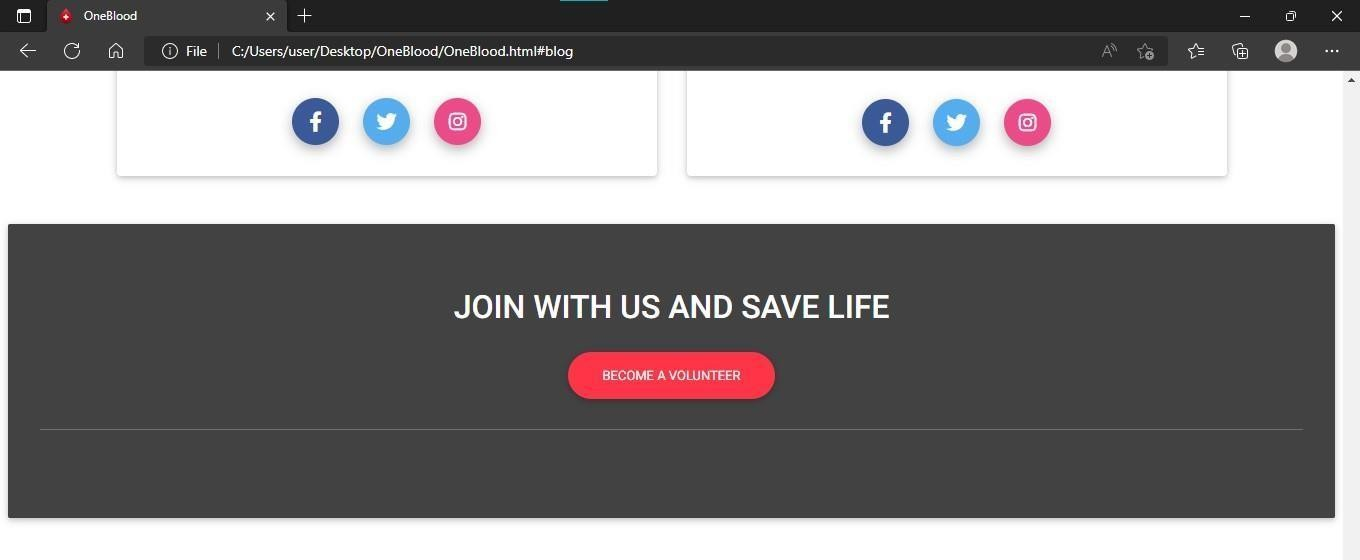 OneBlood
File C:/Users/user/Desktop/OneBlood/OneBlood.html#blog
JOIN WITH US AND SAVE LIFE
BECOME A VOLUNTEER